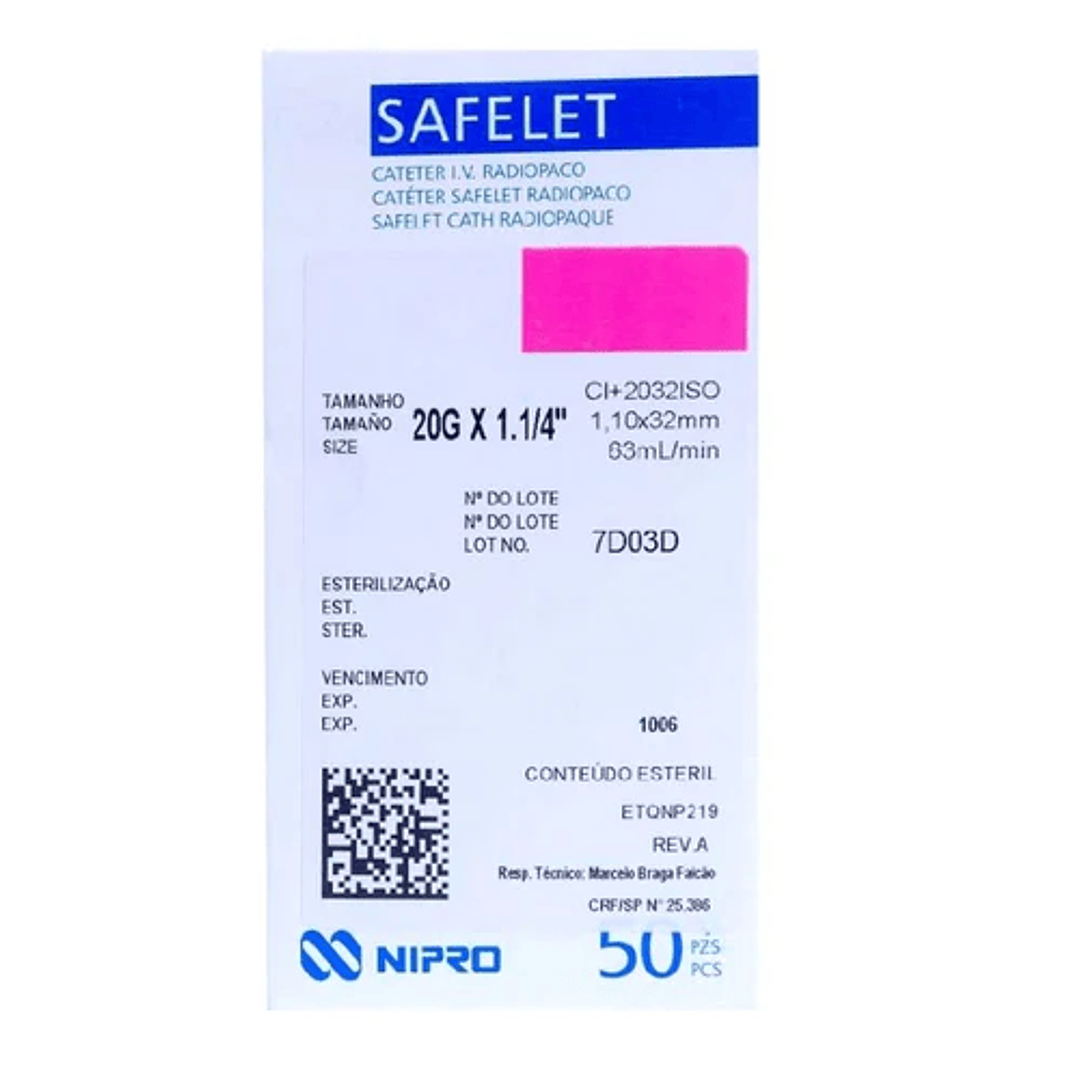 SAFELET
CATETER I.V. RADIOPACO
CATÉTER SAFELET RADIOPACO
SAFELET CATH RADIOPAQUE
TAMANHO
TAMAÑO
SIZE
20G X 1.1/4"
CI+2032ISO
1,10x32mm
63mL/min
Nº DO LOTE
Nº DO LOTE
LOT NO.
7D03D
ESTERILIZAÇÃO
EST.
STER.
VENCIMENTO
EXP.
EXP.
1006
CONTEÚDO ESTERIL
ETQNP219
REV.A
Resp. Técnico: Marcelo Braga Falcão
CRF/SP Nº 25.386
NIPRO
50 PZS
PCS